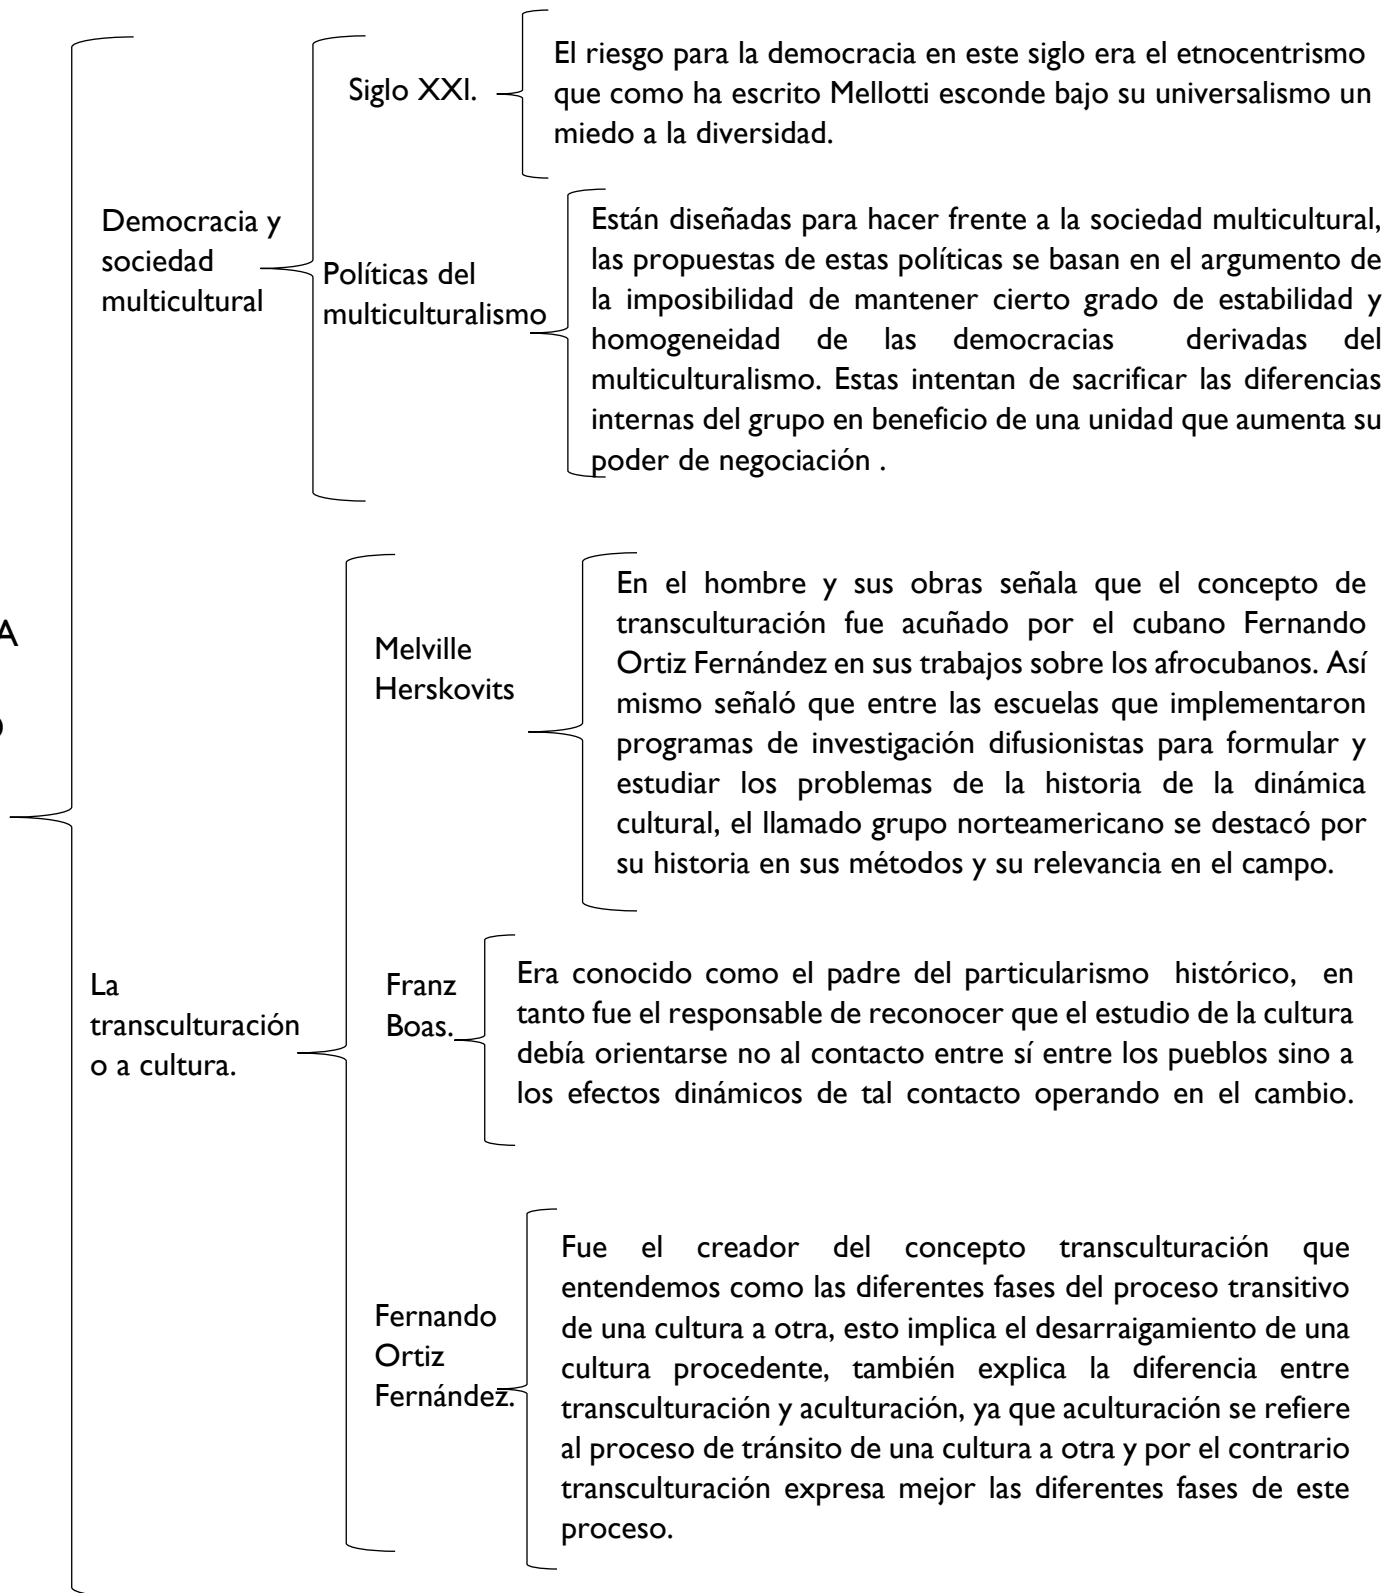 Siglo XXI.
El riesgo para la democracia en este siglo era el etnocentrismo
que como ha escrito Mellotti esconde bajo su universalismo un
miedo a la diversidad.
Democracia y
sociedad
multicultural
Políticas del
multiculturalismo
Están diseñadas para hacer frente a la sociedad multicultural,
las propuestas de estas políticas se basan en el argumento de
la imposibilidad de mantener cierto grado de estabilidad y
homogeneidad de las democracias derivadas del
multiculturalismo. Estas intentan de sacrificar las diferencias
internas del grupo en beneficio de una unidad que aumenta su
poder de negociación .
A
O
La
transculturación
o a cultura.
Melville
Herskovits
En el hombre y sus obras señala que el concepto de
transculturación fue acuñado por el cubano Fernando
Ortiz Fernández en sus trabajos sobre los afrocubanos. Así
mismo señaló que entre las escuelas que implementaron
programas de investigación difusionistas para formular y
estudiar los problemas de la historia de la dinámica
cultural, el llamado grupo norteamericano se destacó por
su historia en sus métodos y su relevancia en el campo.
Franz
Boas.
Era conocido como el padre del particularismo histórico, en
tanto fue el responsable de reconocer que el estudio de la cultura
debía orientarse no al contacto entre sí entre los pueblos sino a
los efectos dinámicos de tal contacto operando en el cambio.
Fernando
Ortiz
Fernández.
Fue el creador del concepto transculturación que
entendemos como las diferentes fases del proceso transitivo
de una cultura a otra, esto implica el desarraigamiento de una
cultura procedente, también explica la diferencia entre
transculturación y aculturación, ya que aculturación se refiere
al proceso de tránsito de una cultura a otra y por el contrario
transculturación expresa mejor las diferentes fases de este
proceso.